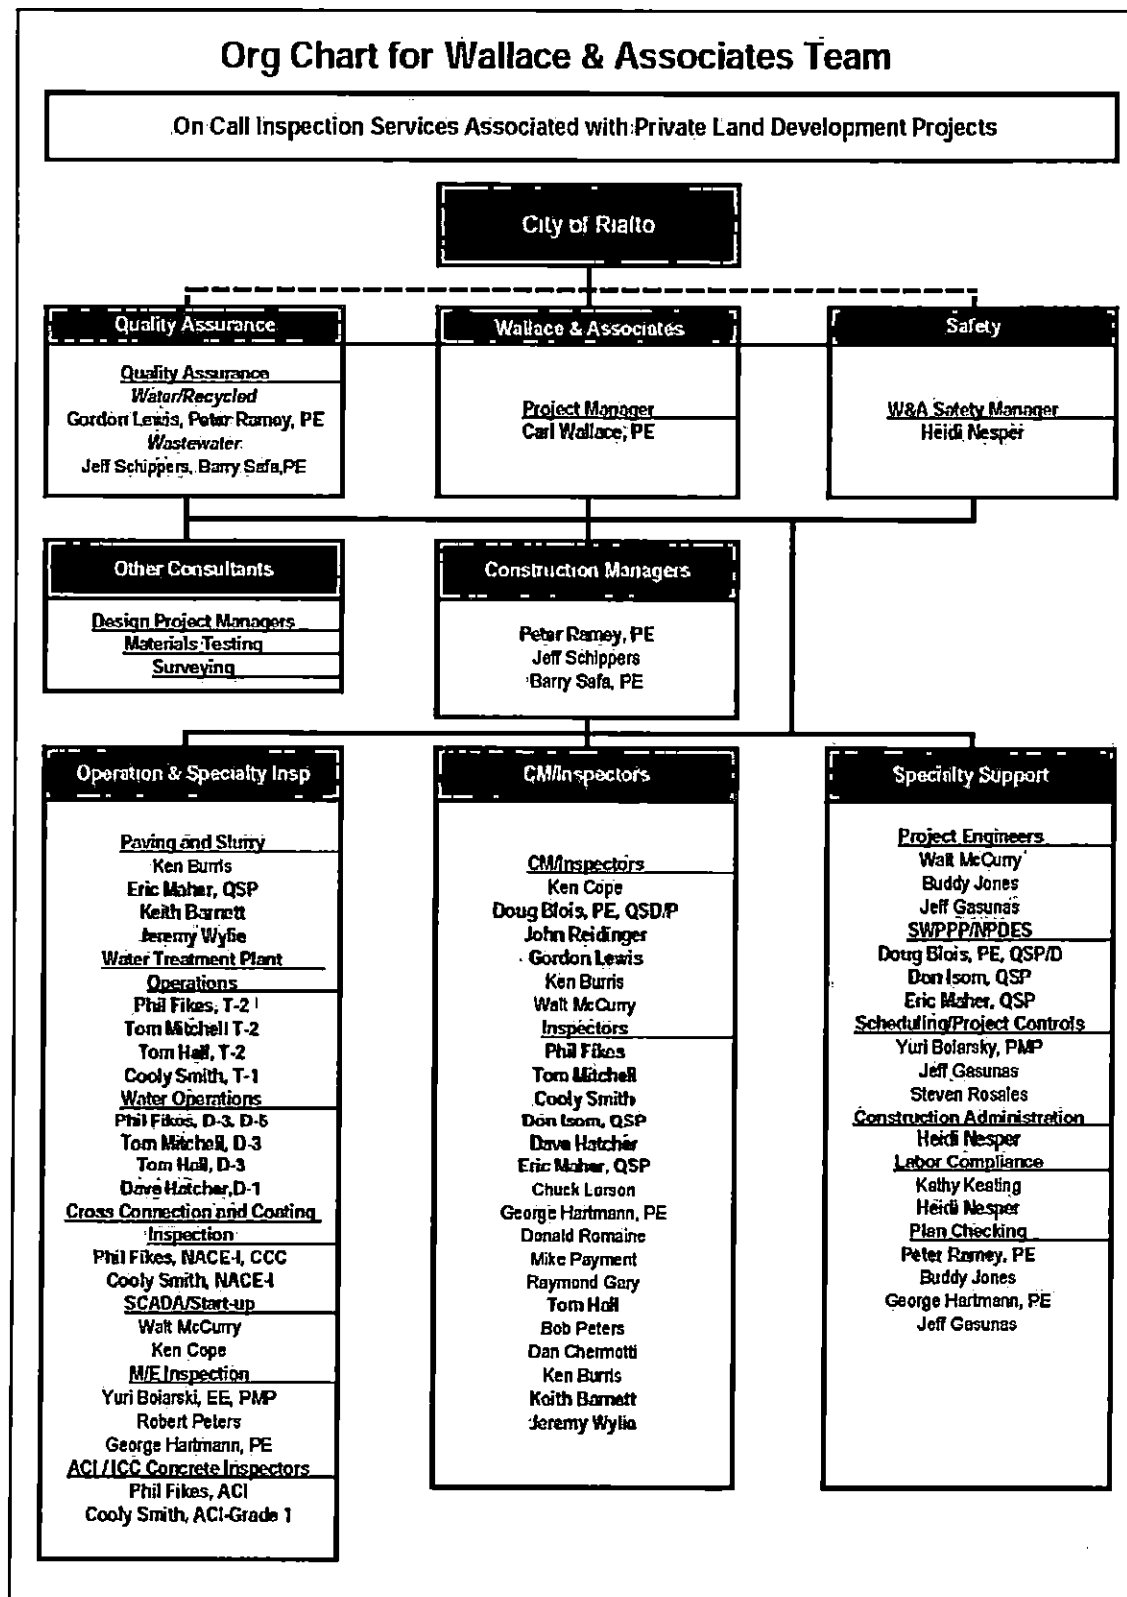 Org Chart for Wallace & Associates Team
On Call Inspection Services Associated with Private Land Development Projects
City of Rialto
Quality Assurance
Quality Assurance
Water/Recycled
Gordon Lewis, Peter Ramey, PE
Wastewater
Jeff Schippers, Barry Safa,PE
Wallace & Associates
Project Manager
Carl Wallace, PE
Safety
W&A Safety Manager
Heidi Nesper
Other Consultants
Design Project Managers
Materials Testing
Surveying
Construction Managers
Peter Ramey, PE
Jeff Schippers
Barry Safa, PE
Operation & Specialty Insp
Paving and Slurry
Ken Burris
Eric Maher, QSP
Keith Barnett
Jeremy Wylie
Water Treatment Plant
Operations
Phil Fikes, T-2
Tom Mitchell T-2
Tom Hall, T-2
Cooly Smith, T-1
Water Operations
Phil Fikes, D-3, D-5
Tom Mitchell, D-3
Tom Hall, D-3
Dave Hatcher,D-1
Cross Connection and Coating
Inspection
Phil Fikes, NACE-I, CCC
Cooly Smith, NACE-I
SCADA/Start-up
Walt McCurry
Ken Cope
M/E Inspection
Yuri Bolarski, EE, PMP
Robert Peters
George Hartmann, PE
ACI / ICC Concrete Inspectors
Phil Fikes, ACI
Cooly Smith, ACI-Grade 1
CM/Inspectors
CM/Inspectors
Ken Cope
Doug Blois, PE, QSD/P
John Reidinger
Gordon Lewis
Ken Burris
Walt McCurry
Inspectors
Phil Fikes
Tom Mitchell
Cooly Smith
Don Isom, QSP
Dave Hatcher
Eric Maher, QSP
Chuck Larson
George Hartmann, PE
Donald Romaine
Mike Payment
Raymond Gary
Tom Hall
Bob Peters
Dan Chermotti
Ken Burris
Keith Barnett
Jeremy Wylie
Specialty Support
Project Engineers
Walt McCurry
Buddy Jones
Jeff Gasunas
SWPPP/NPDES
Doug Blois, PE, QSP/D
Don Isom, QSP
Eric Maher, QSP
Scheduling/Project Controls
Yuri Bolarsky, PMP
Jeff Gasunas
Steven Rosales
Construction Administration
Heidi Nesper
Labor Compliance
Kathy Keating
Heidi Nesper
Plan Checking
Peter Ramey, PE
Buddy Jones
George Hartmann, PE
Jeff Gasunas